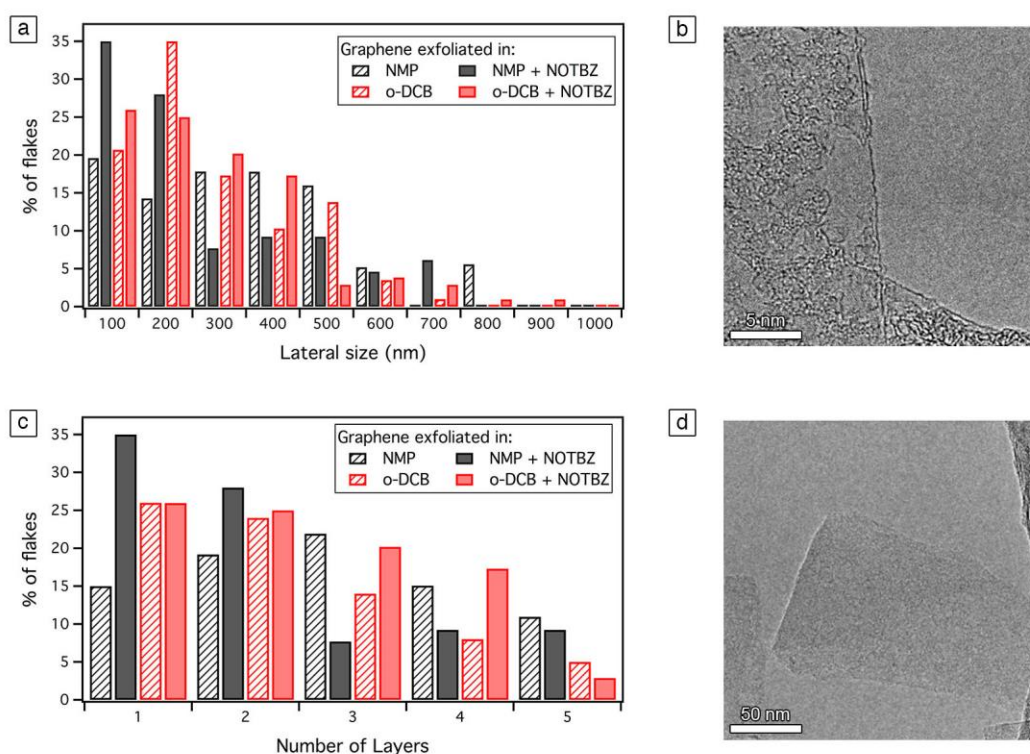 a
35
30
25
20
15
10
5
0
% of flakes
Graphene exfoliated in:
NMP NMP + NOTBZ
o-DCB o-DCB + NOTBZ
100 200 300 400 500 600 700 800 900 1000
Lateral size (nm)
b
5 nm
c
35
30
25
20
15
10
5
0
% of flakes
Graphene exfoliated in:
NMP NMP + NOTBZ
o-DCB o-DCB + NOTBZ
1 2 3 4 5
Number of Layers
d
50 nm